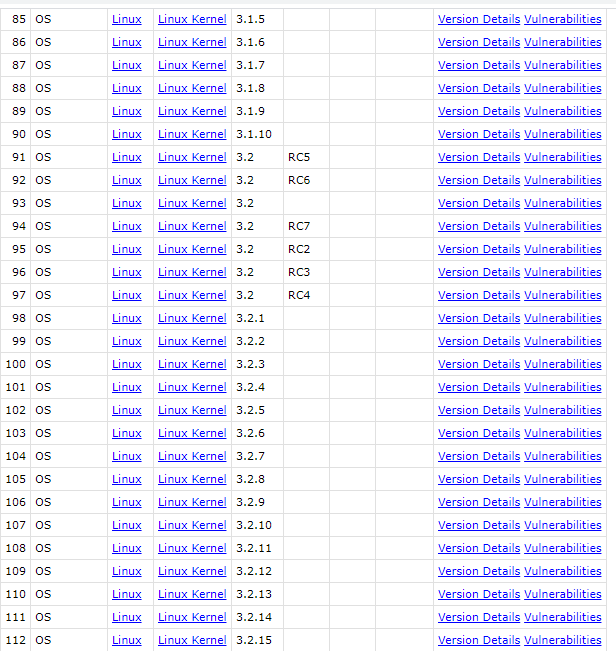 85 OS Linux Linux Kernel 3.1.5 Version Details Vulnerabilities
86 OS Linux Linux Kernel 3.1.6 Version Details Vulnerabilities
87 OS Linux Linux Kernel 3.1.7 Version Details Vulnerabilities
88 OS Linux Linux Kernel 3.1.8 Version Details Vulnerabilities
89 OS Linux Linux Kernel 3.1.9 Version Details Vulnerabilities
90 OS Linux Linux Kernel 3.1.10 Version Details Vulnerabilities
91 OS Linux Linux Kernel 3.2 RC5 Version Details Vulnerabilities
92 OS Linux Linux Kernel 3.2 RC6 Version Details Vulnerabilities
93 OS Linux Linux Kernel 3.2 Version Details Vulnerabilities
94 OS Linux Linux Kernel 3.2 RC7 Version Details Vulnerabilities
95 OS Linux Linux Kernel 3.2 RC2 Version Details Vulnerabilities
96 OS Linux Linux Kernel 3.2 RC3 Version Details Vulnerabilities
97 OS Linux Linux Kernel 3.2 RC4 Version Details Vulnerabilities
98 OS Linux Linux Kernel 3.2.1 Version Details Vulnerabilities
99 OS Linux Linux Kernel 3.2.2 Version Details Vulnerabilities
100 OS Linux Linux Kernel 3.2.3 Version Details Vulnerabilities
101 OS Linux Linux Kernel 3.2.4 Version Details Vulnerabilities
102 OS Linux Linux Kernel 3.2.5 Version Details Vulnerabilities
103 OS Linux Linux Kernel 3.2.6 Version Details Vulnerabilities
104 OS Linux Linux Kernel 3.2.7 Version Details Vulnerabilities
105 OS Linux Linux Kernel 3.2.8 Version Details Vulnerabilities
106 OS Linux Linux Kernel 3.2.9 Version Details Vulnerabilities
107 OS Linux Linux Kernel 3.2.10 Version Details Vulnerabilities
108 OS Linux Linux Kernel 3.2.11 Version Details Vulnerabilities
109 OS Linux Linux Kernel 3.2.12 Version Details Vulnerabilities
110 OS Linux Linux Kernel 3.2.13 Version Details Vulnerabilities
111 OS Linux Linux Kernel 3.2.14 Version Details Vulnerabilities
112 OS Linux Linux Kernel 3.2.15 Version Details Vulnerabilities